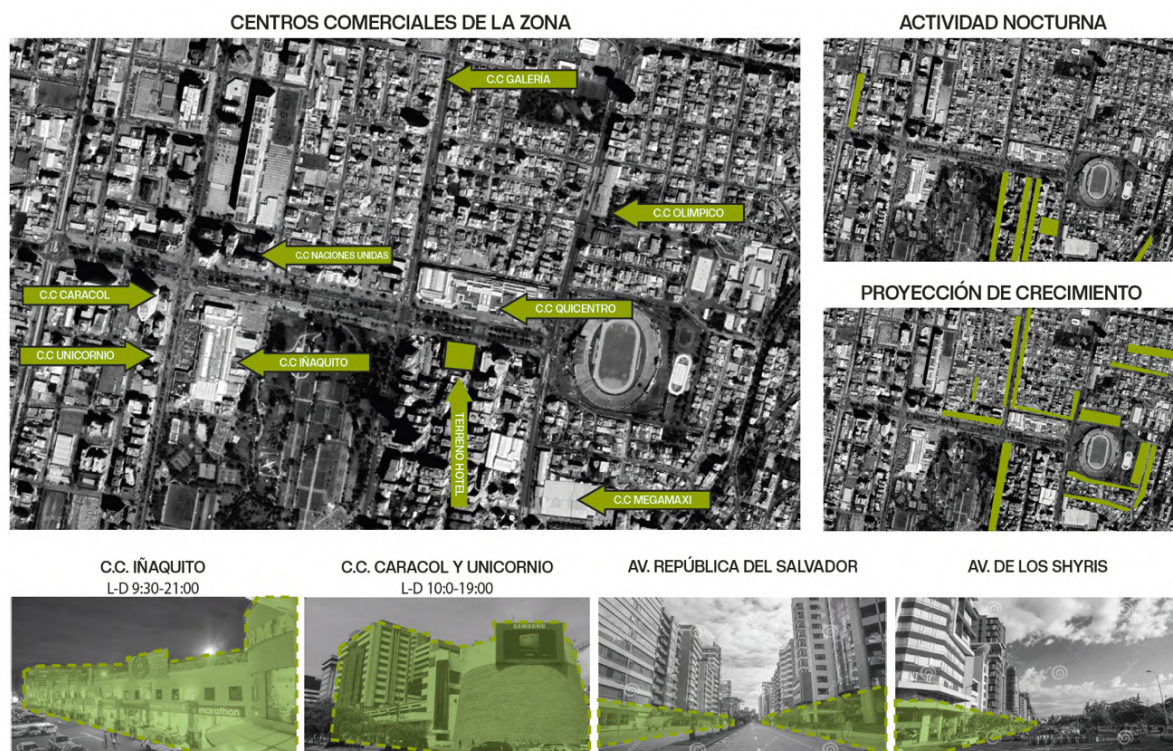 CENTROS COMERCIALES DE LA ZONA
ACTIVIDAD NOCTURNA
C.C GALERÍA
C.C OLIMPICO
C.C NACIONES UNIDAS
C.C CARACOL
C.C QUICENTRO
PROYECCIÓN DE CRECIMIENTO
C.C UNICORNIO
C.C IÑAQUITO
TERRENO HOTEL
C.C MEGAMAXI
C.C. IÑAQUITO
L-D 9:30-21:00
C.C. CARACOL Y UNICORNIO
L-D 10:0-19:00
AV. REPÚBLICA DEL SALVADOR
AV. DE LOS SHYRIS
SAMSUNG
marathon